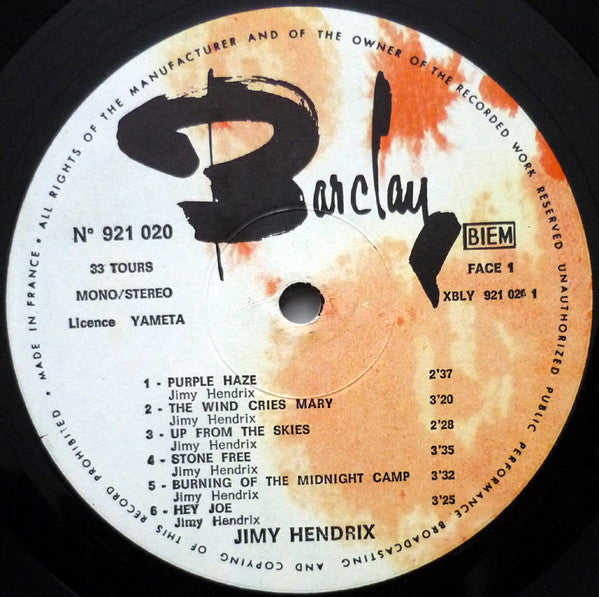 Barclay
N° 921 020
33 TOURS
MONO/STEREO
Licence YAMETA
BIEM
FACE 1
XBLY 921 020 1
1 - PURPLE HAZE 2'37
Jimy Hendrix
2 - THE WIND CRIES MARY 3'20
Jimy Hendrix
3 - UP FROM THE SKIES 2'28
Jimy Hendrix
4 - STONE FREE 3'35
Jimy Hendrix
5 - BURNING OF THE MIDNIGHT CAMP 3'32
Jimy Hendrix
6 - HEY JOE 3'25
Jimy Hendrix
JIMY HENDRIX
MADE IN FRANCE • ALL RIGHTS OF THE MANUFACTURER AND OF THE OWNER OF THE RECORDED WORK RESERVED UNAUTHORIZED PUBLIC PERFORMANCE, BROADCASTING AND COPYING OF THIS RECORD PROHIBITED •